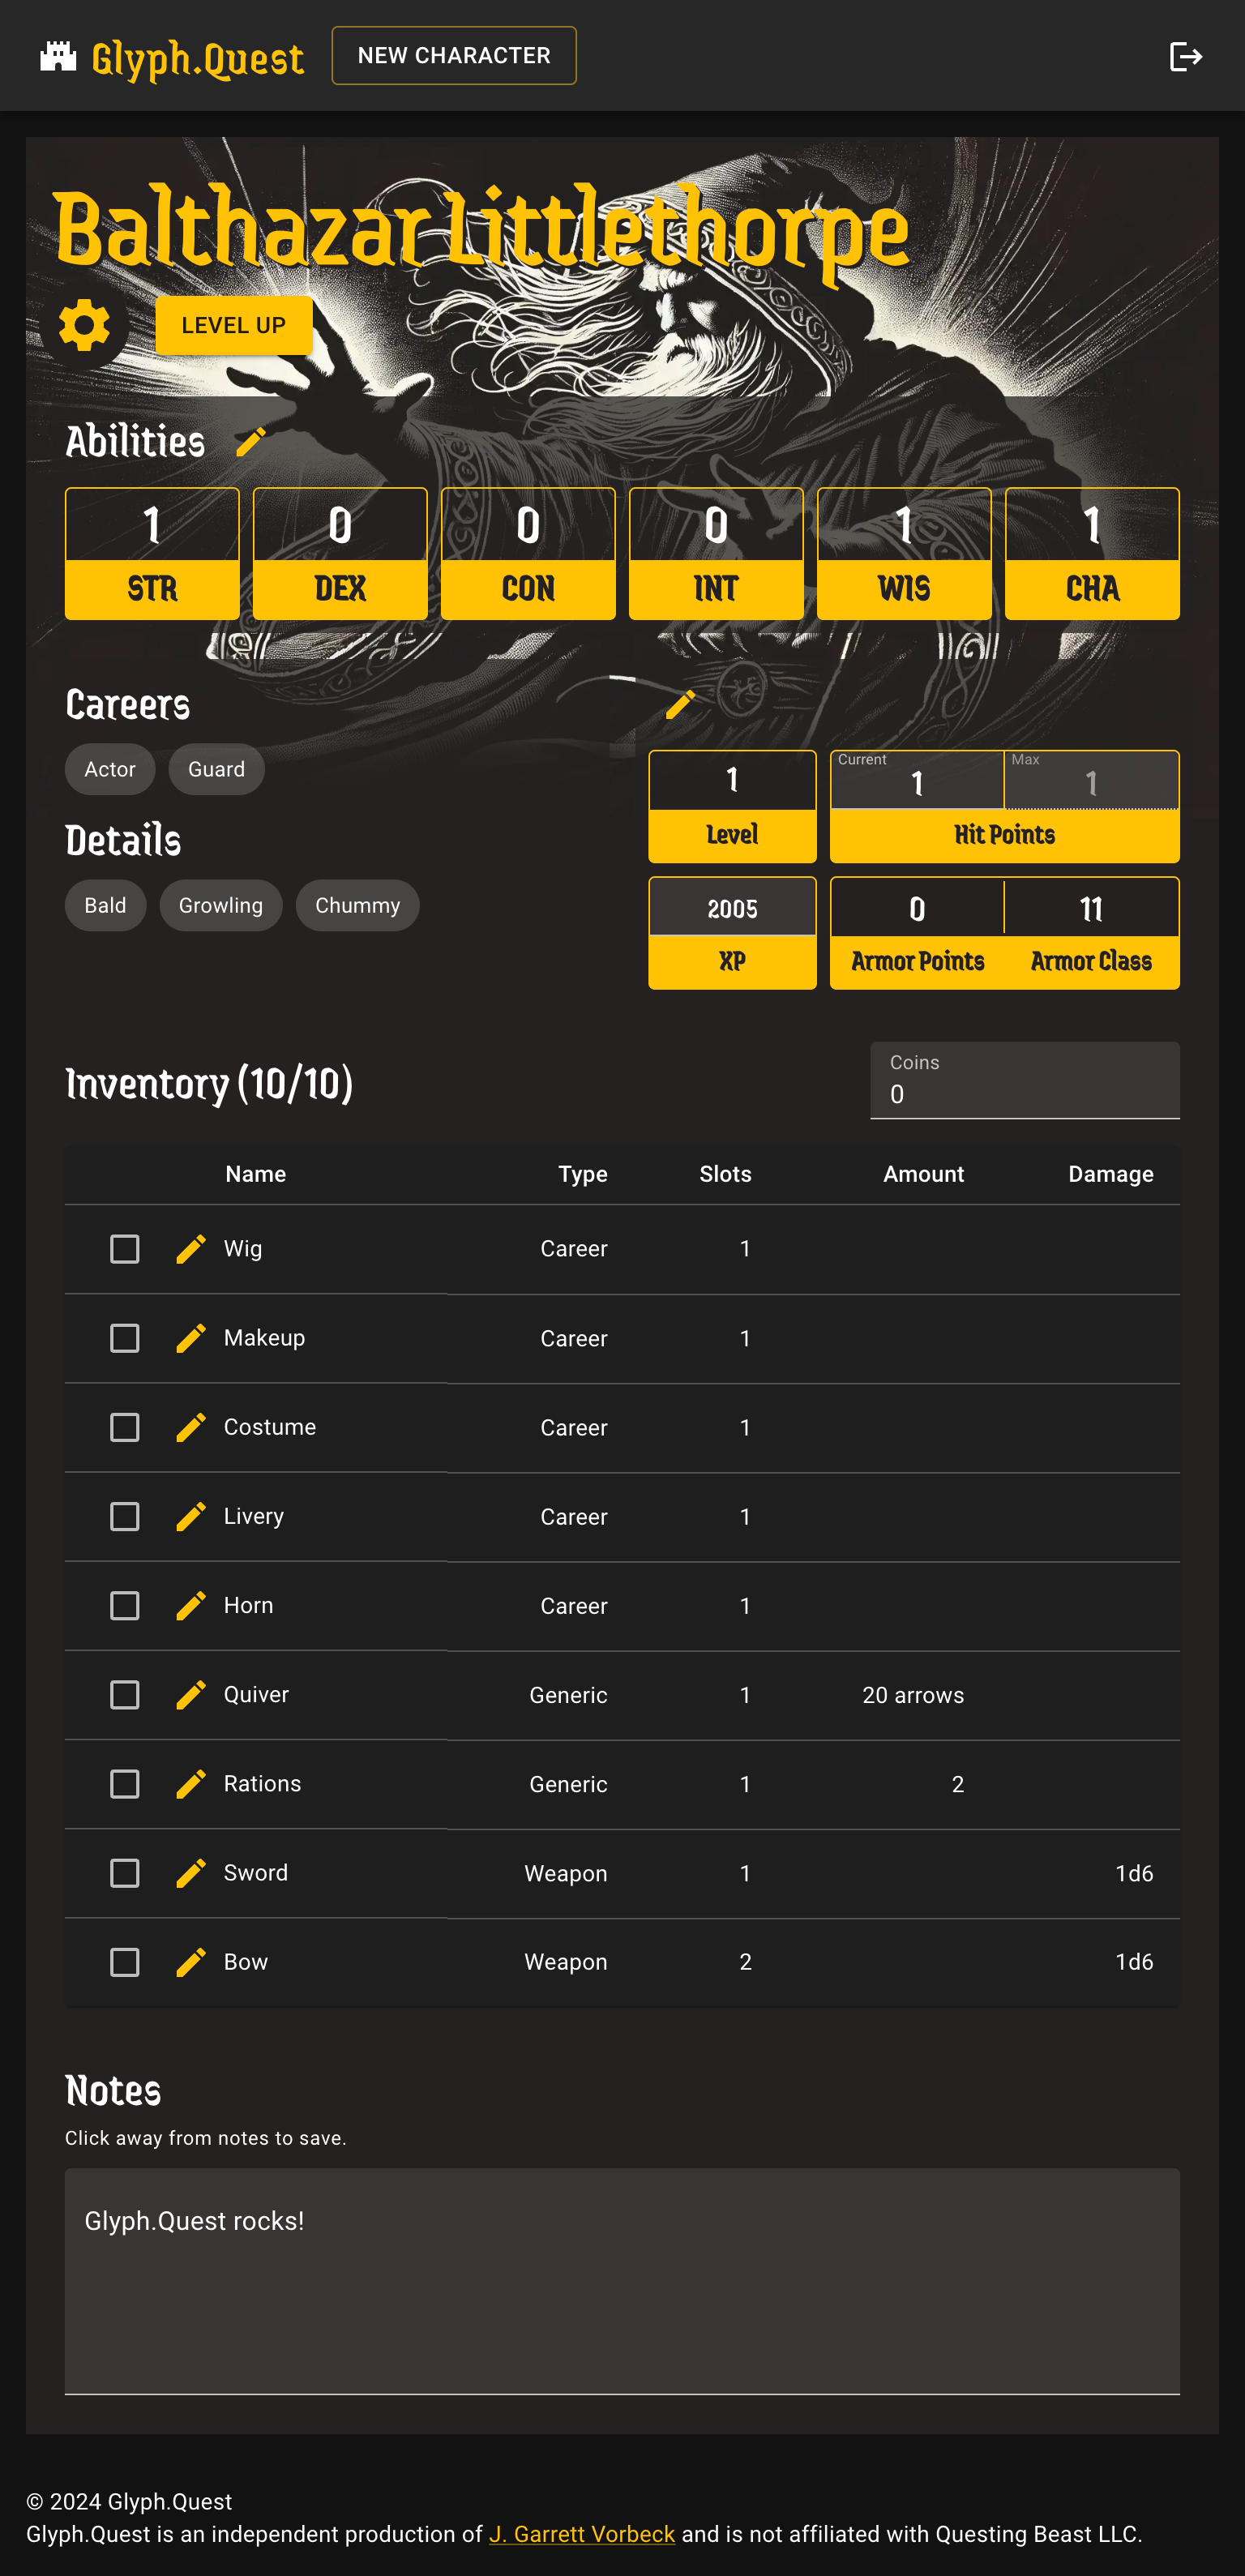 Glyph.Quest NEW CHARACTER
Balthazar Littlethorpe
LEVEL UP
Abilities
1 0 0 0 1 1
STR DEX CON INT WIS CHA
Careers
Actor Guard
Details
Bald Growling Chummy
Current Max
1 1 1
Level Hit Points
2005 0 11
XP Armor Points Armor Class
Inventory (10/10)
Coins
0
Name Type Slots Amount Damage
Wig Career 1
Makeup Career 1
Costume Career 1
Livery Career 1
Horn Career 1
Quiver Generic 1 20 arrows
Rations Generic 1 2
Sword Weapon 1 1d6
Bow Weapon 2 1d6
Notes
Click away from notes to save.
Glyph.Quest rocks!
© 2024 Glyph.Quest
Glyph.Quest is an independent production of J. Garrett Vorbeck and is not affiliated with Questing Beast LLC.